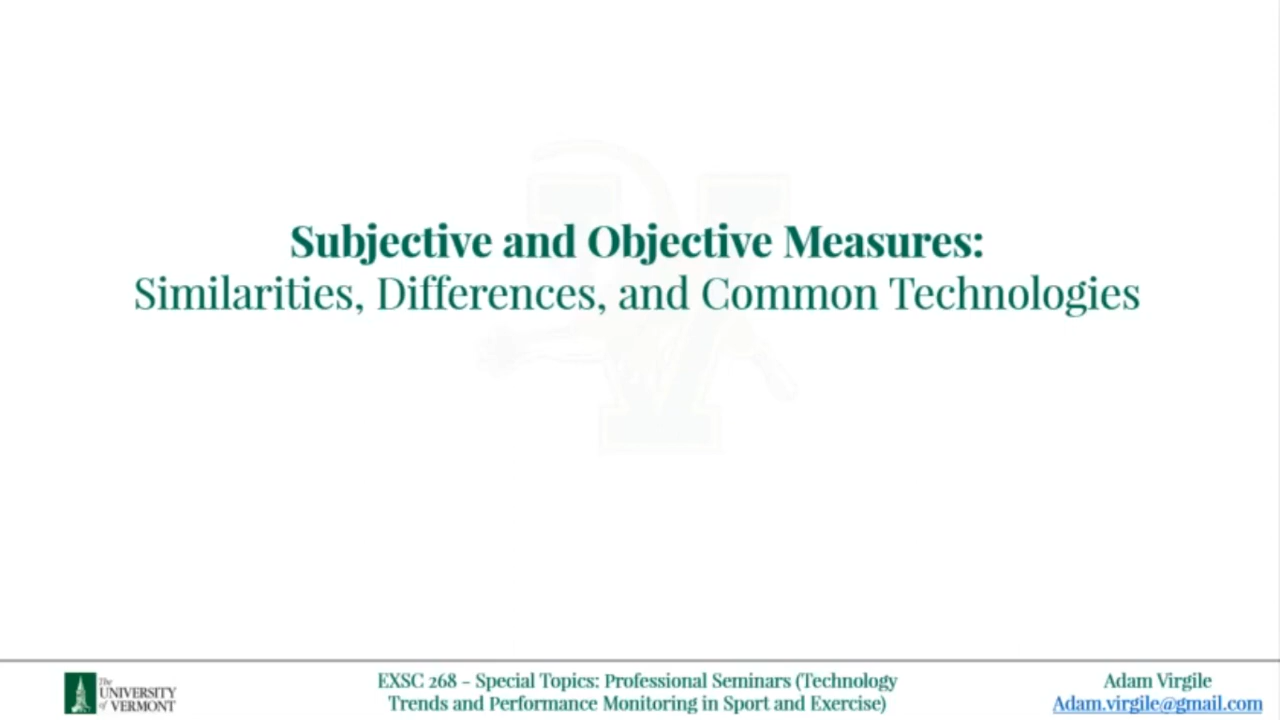 Subjective and Objective Measures:
Similarities, Differences, and Common Technologies
The
UNIVERSITY
of VERMONT
EXSC 268 – Special Topics: Professional Seminars (Technology
Trends and Performance Monitoring in Sport and Exercise)
Adam Virgile
Adam.virgile@gmail.com